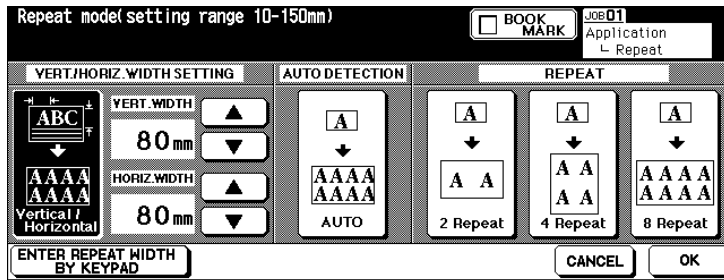 Repeat mode(setting range 10-150mm)
BOOK
MARK
JOB01
Application
└ Repeat
VERT./HORIZ.WIDTH SETTING
AUTO DETECTION
REPEAT
ABC
AAAA
AAAA
Vertical /
Horizontal
VERT.WIDTH
80mm
HORIZ.WIDTH
80mm
A
AAAA
AAAA
AUTO
A
A A
2 Repeat
A
A A
A A
4 Repeat
A
A A A A
A A A A
8 Repeat
ENTER REPEAT WIDTH
BY KEYPAD
CANCEL
OK